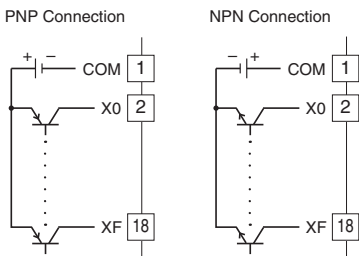 PNP Connection NPN Connection
+ − − +
COM 1 COM 1
X0 2 X0 2
XF 18 XF 18